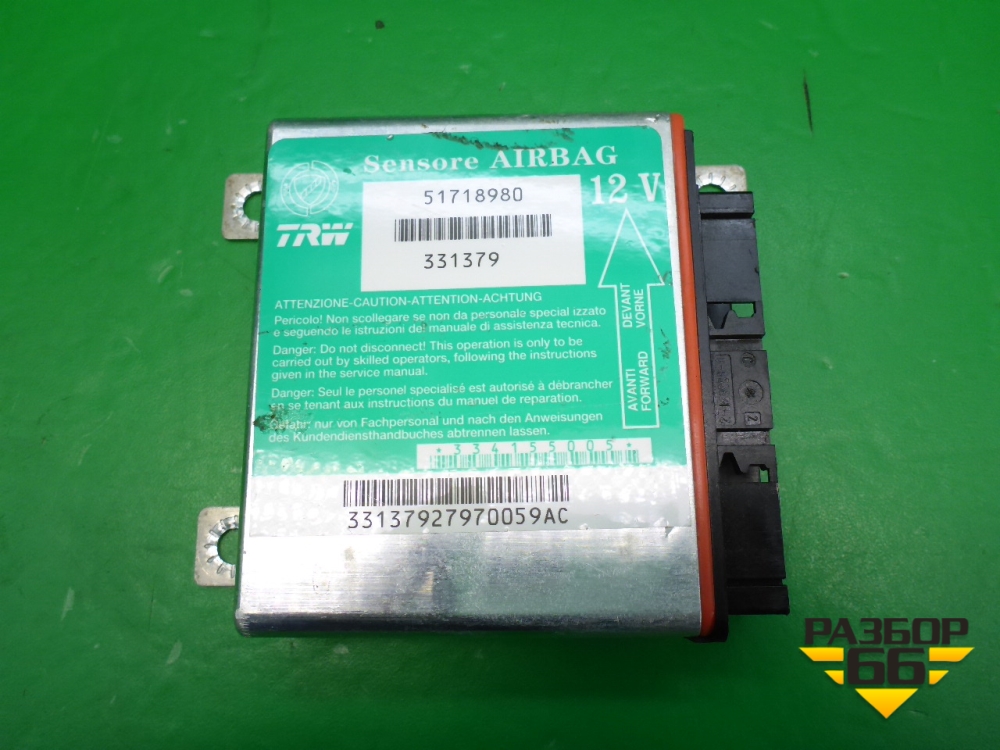 Sensore AIRBAG
51718980
12 V
TRW
331379
ATTENZIONE-CAUTION-ATTENTION-ACHTUNG
Pericolo! Non scollegare se non da personale special izzato
e seguendo le istruzioni del manuale di assistenza tecnica.
Danger: Do not disconnect! This operation is only to be
carried out by skilled operators, following the instructions
given in the service manual.
Danger: Seul le personel specialisé est autorisé à débrancher
en se tenant aux instructions du manuel de reparation.
Gefahr: nur von Fachpersonal und nach den Anweisungen
des Kundendiensthandbuches abtrennen lassen.
AVANTI DEVANT
FORWARD VORNE
*334155005*
33137927970059AC
РАЗБОР
66